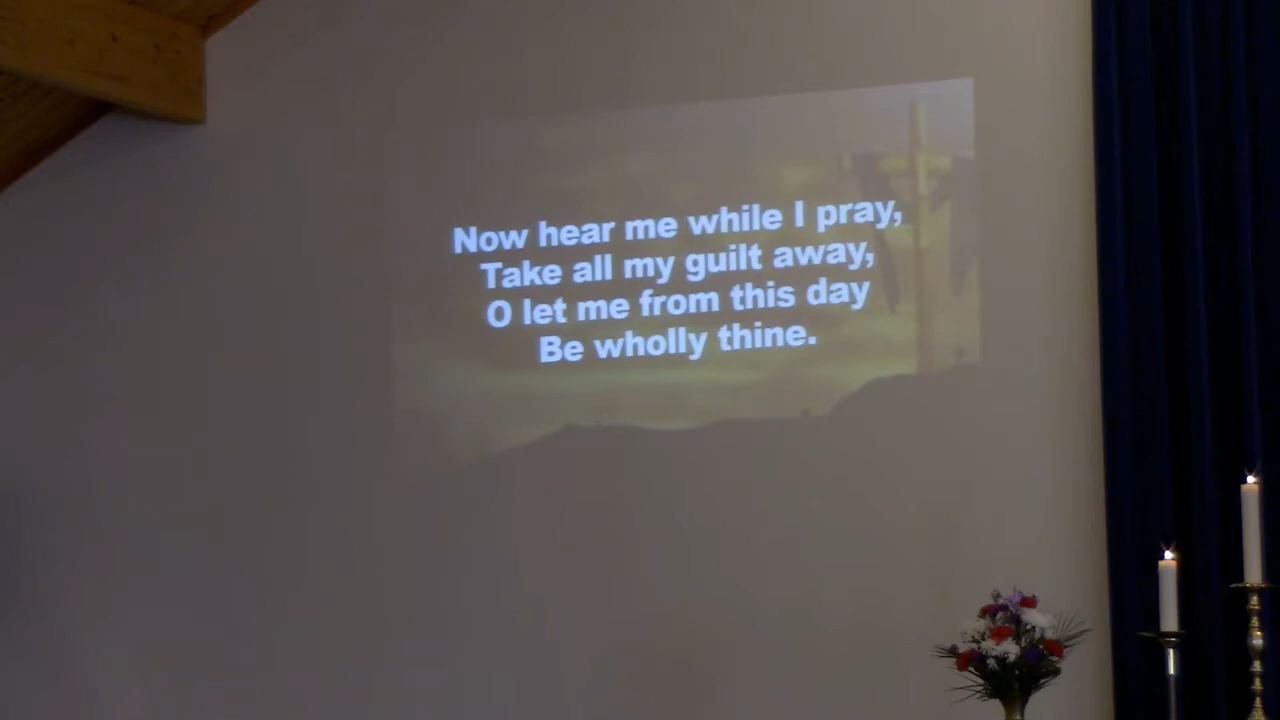 Now hear me while I pray,
Take all my guilt away,
O let me from this day
Be wholly thine.